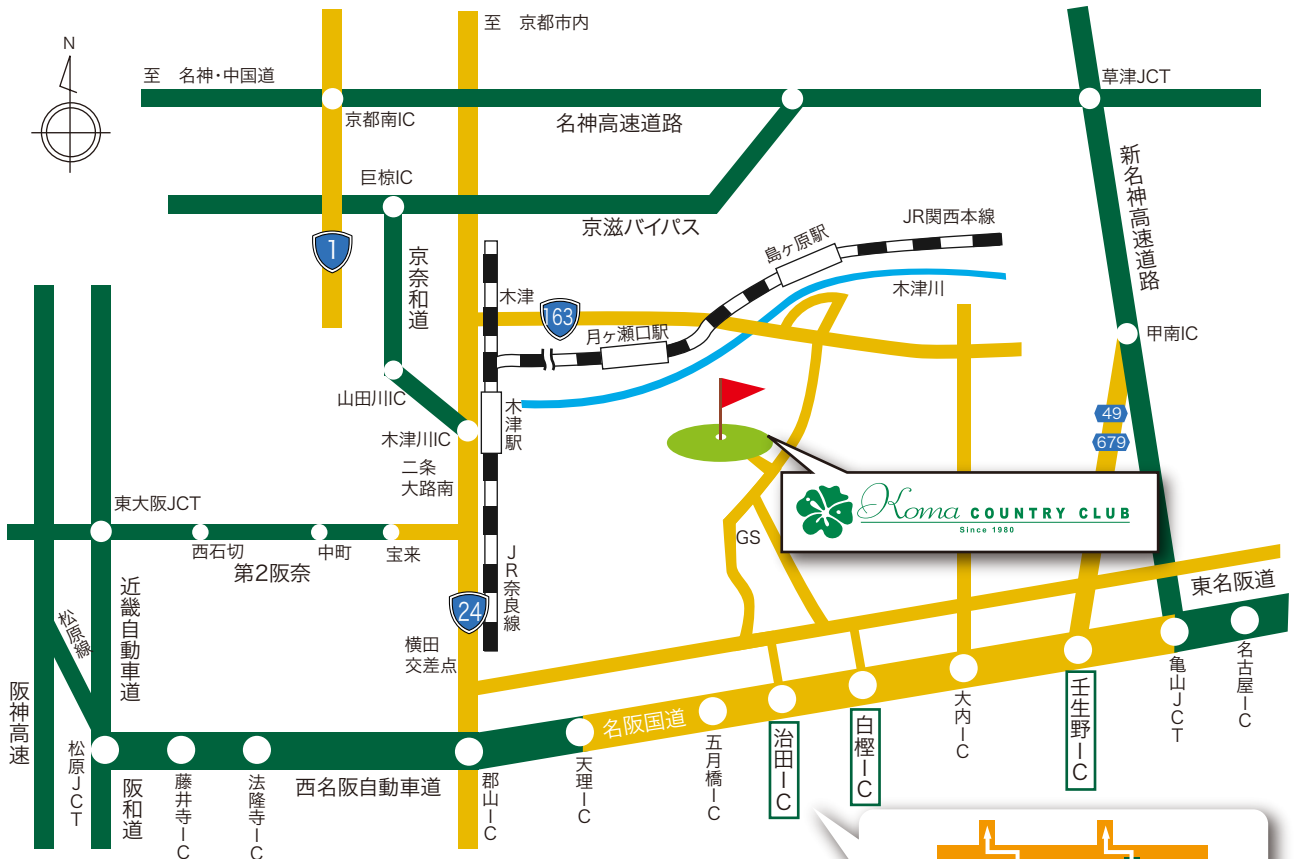 N
至 京都市内
至 名神・中国道
草津JCT
京都南IC
名神高速道路
新名神高速道路
巨椋IC
京滋バイパス
JR関西本線
島ヶ原駅
1
京奈和道
木津川
木津
163
月ヶ瀬口駅
甲南IC
山田川IC
木津駅
49
木津川IC
679
二条
大路南
Koma COUNTRY CLUB
Since 1980
東大阪JCT
西石切
中町
宝来
GS
第2阪奈
JR奈良線
近畿自動車道
東名阪道
松原線
24
横田
交差点
名古屋IC
亀山JCT
壬生野IC
大内IC
白樫IC
治田IC
名阪国道
五月橋IC
天理IC
阪神高速
松原JCT
阪和道
藤井寺IC
法隆寺IC
西名阪自動車道
郡山IC